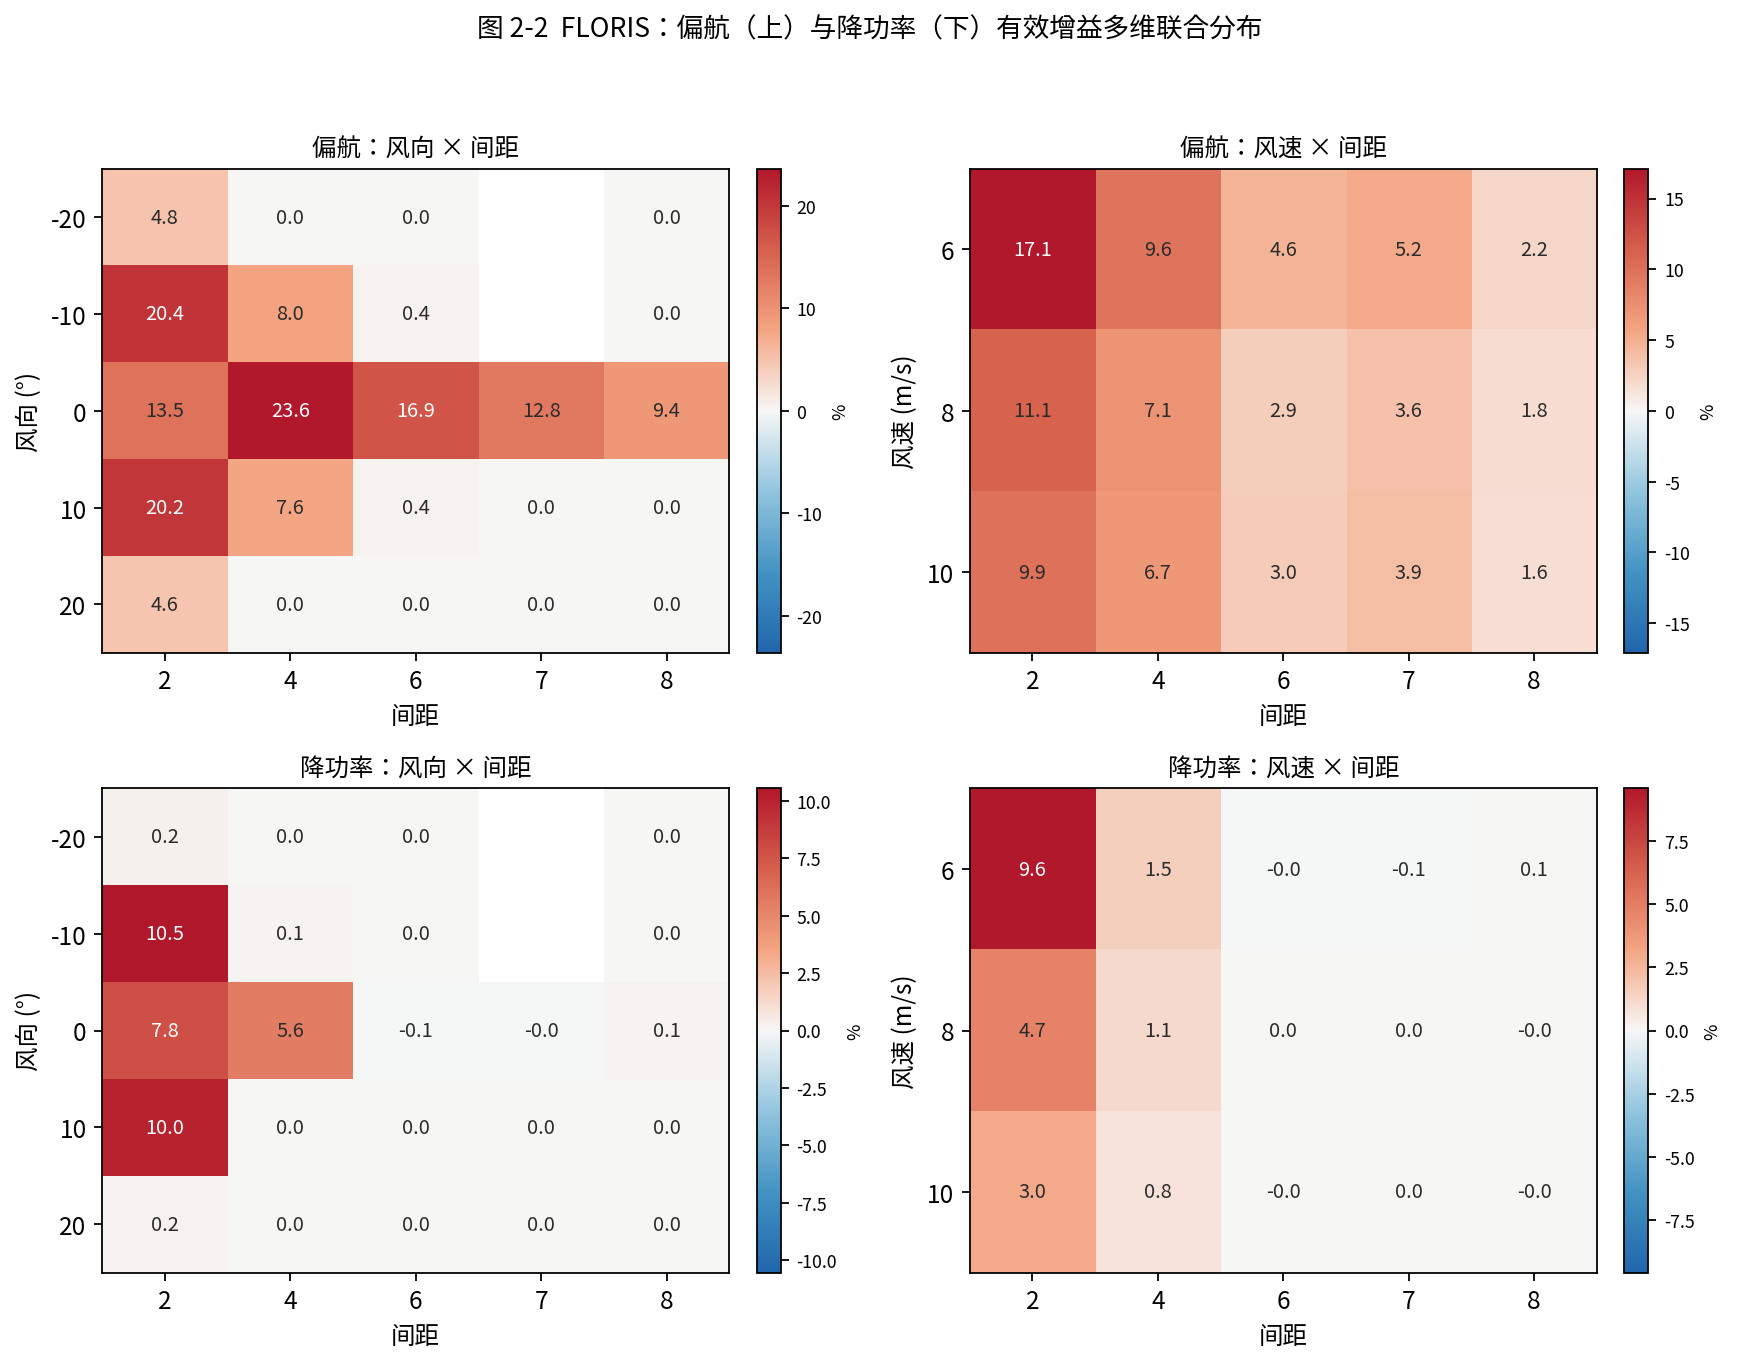 图 2-2  FLORIS：偏航（上）与降功率（下）有效增益多维联合分布
偏航：风向 × 间距
风向 (°)
-20 4.8 0.0 0.0 0.0
-10 20.4 8.0 0.4 0.0
0 13.5 23.6 16.9 12.8 9.4
10 20.2 7.6 0.4 0.0 0.0
20 4.6 0.0 0.0 0.0 0.0
2 4 6 7 8
间距
20
10
0
-10
-20
%
偏航：风速 × 间距
风速 (m/s)
6 17.1 9.6 4.6 5.2 2.2
8 11.1 7.1 2.9 3.6 1.8
10 9.9 6.7 3.0 3.9 1.6
2 4 6 7 8
间距
15
10
5
0
-5
-10
-15
%
降功率：风向 × 间距
风向 (°)
-20 0.2 0.0 0.0 0.0
-10 10.5 0.1 0.0 0.0
0 7.8 5.6 -0.1 -0.0 0.1
10 10.0 0.0 0.0 0.0 0.0
20 0.2 0.0 0.0 0.0 0.0
2 4 6 7 8
间距
10.0
7.5
5.0
2.5
0.0
-2.5
-5.0
-7.5
-10.0
%
降功率：风速 × 间距
风速 (m/s)
6 9.6 1.5 -0.0 -0.1 0.1
8 4.7 1.1 0.0 0.0 -0.0
10 3.0 0.8 -0.0 0.0 -0.0
2 4 6 7 8
间距
7.5
5.0
2.5
0.0
-2.5
-5.0
-7.5
%